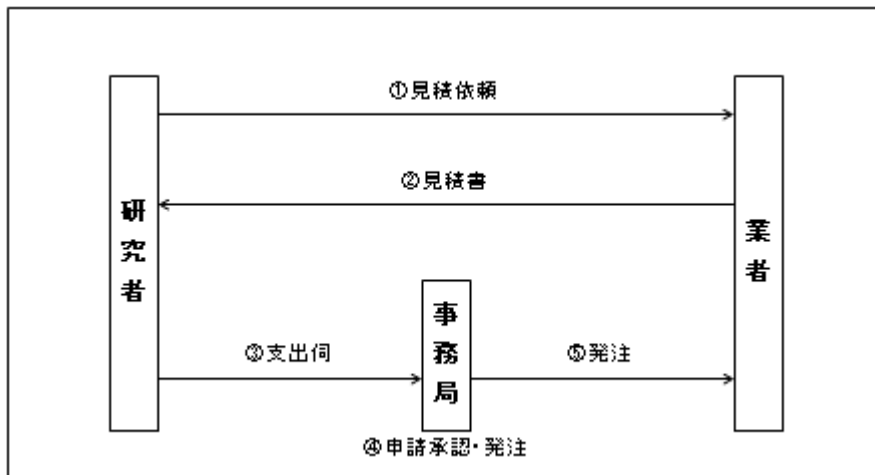 ①見積依頼
②見積書
研究者
業者
事務局
③支出伺
⑤発注
④申請承認・発注